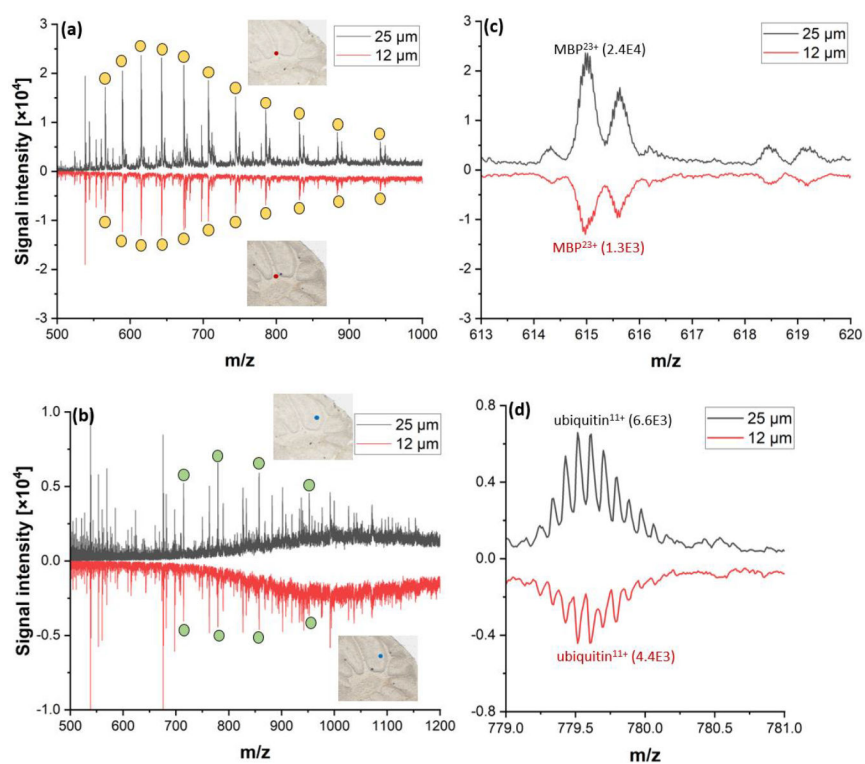 (a)
25 μm
12 μm
Signal intensity [×10⁴]
3
2
1
0
1
2
-3
500 600 700 800 900 1000
m/z
(c)
25 μm
12 μm
MBP²³⁺ (2.4E4)
MBP²³⁺ (1.3E3)
3
2
1
0
-1
-2
-3
613 614 615 616 617 618 619 620
m/z
(b)
25 μm
12 μm
Signal intensity [×10⁴]
1.0
0.5
0.0
-0.5
-1.0
500 600 700 800 900 1000 1100 1200
m/z
(d)
25 μm
12 μm
ubiquitin¹¹⁺ (6.6E3)
ubiquitin¹¹⁺ (4.4E3)
0.8
0.4
0.0
-0.4
-0.8
779.0 779.5 780.0 780.5 781.0
m/z